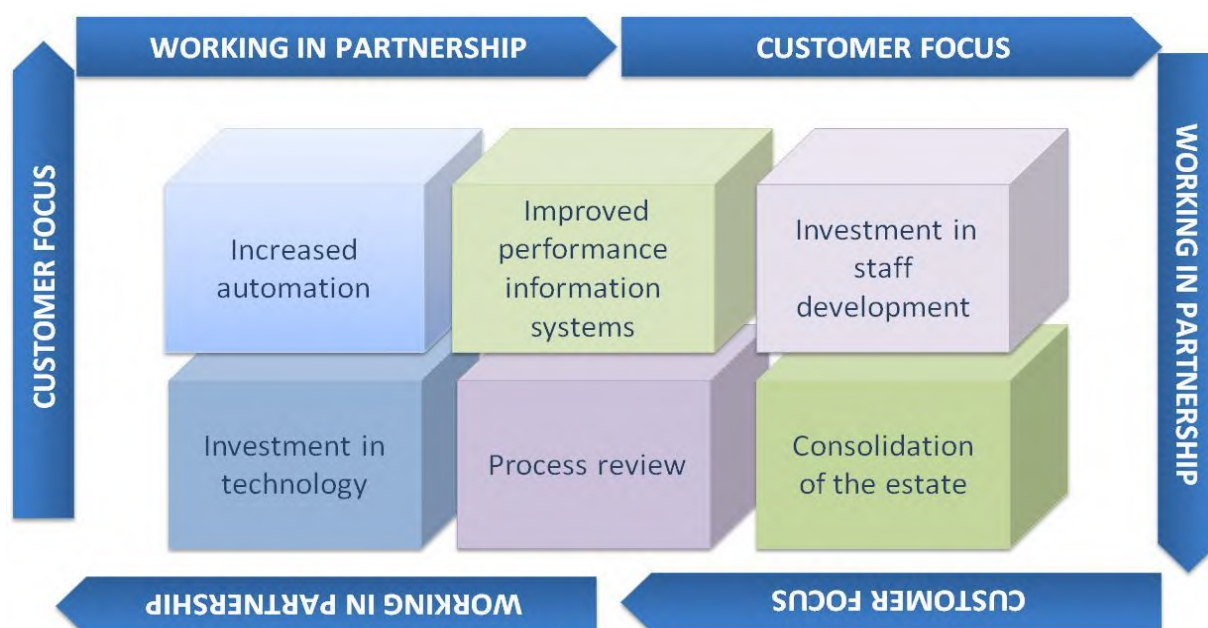 WORKING IN PARTNERSHIP
CUSTOMER FOCUS
CUSTOMER FOCUS
WORKING IN PARTNERSHIP
Increased
automation
Improved
performance
information
systems
Investment in
staff
development
Investment in
technology
Process review
Consolidation
of the estate
WORKING IN PARTNERSHIP
CUSTOMER FOCUS